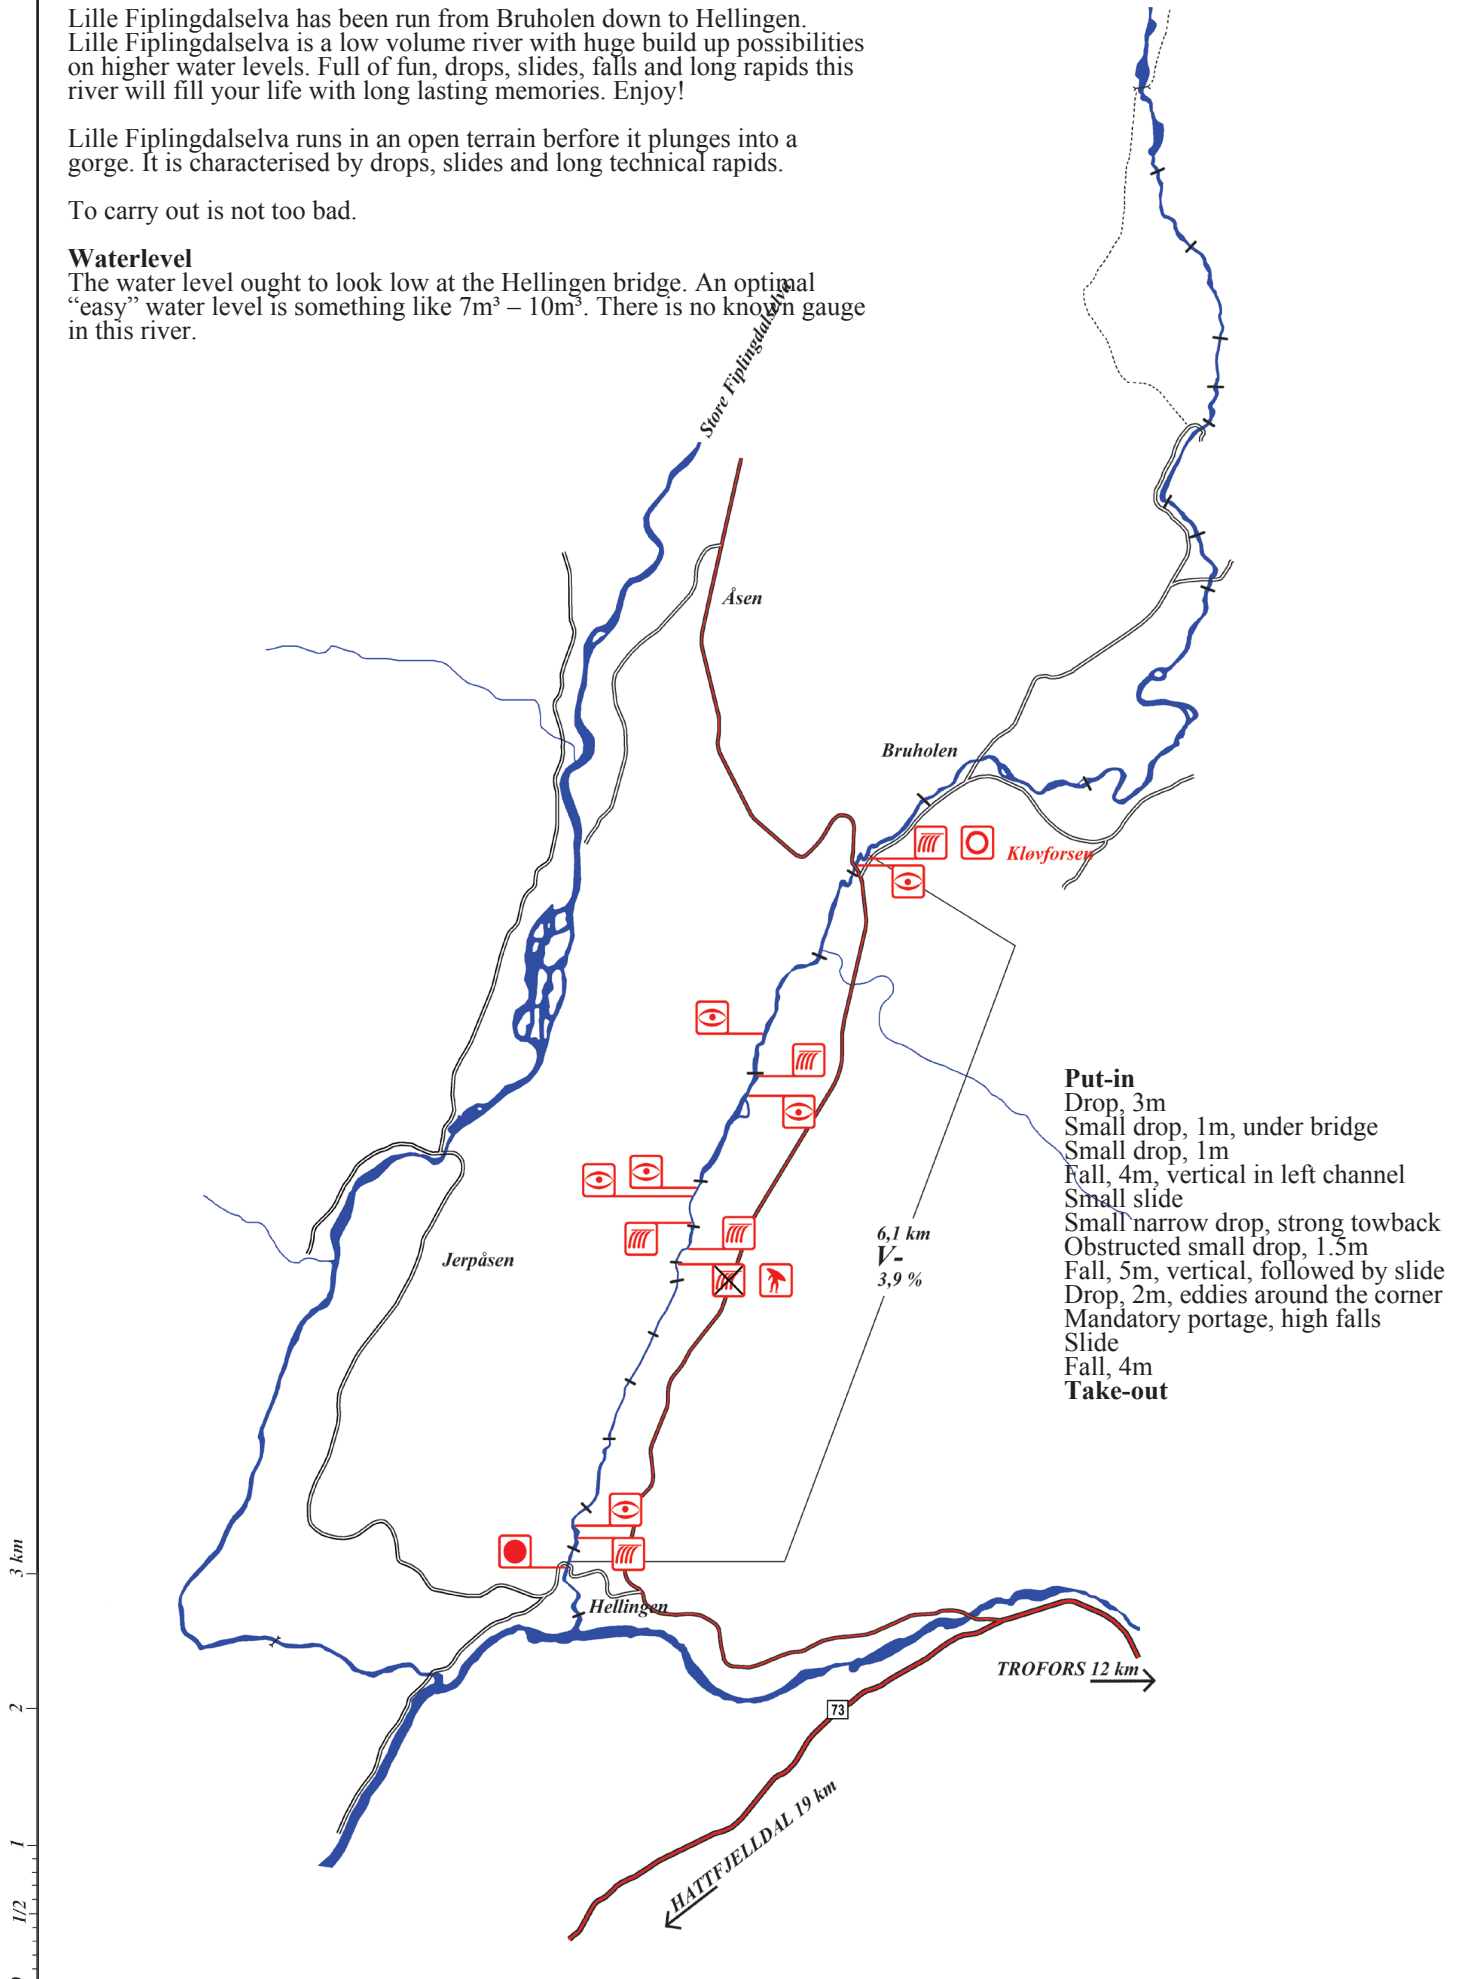 Lille Fiplingdalselva has been run from Bruholen down to Hellingen.
Lille Fiplingdalselva is a low volume river with huge build up possibilities
on higher water levels. Full of fun, drops, slides, falls and long rapids this
river will fill your life with long lasting memories. Enjoy!
Lille Fiplingdalselva runs in an open terrain berfore it plunges into a
gorge. It is characterised by drops, slides and long technical rapids.
To carry out is not too bad.
Waterlevel
The water level ought to look low at the Hellingen bridge. An optimal
“easy” water level is something like 7m³ – 10m³. There is no known gauge
in this river.
Store Fiplingdalselva
Åsen
Bruholen
Kløvforsen
Put-in
Drop, 3m
Small drop, 1m, under bridge
Small drop, 1m
Fall, 4m, vertical in left channel
Small slide
Small narrow drop, strong towback
Obstructed small drop, 1.5m
Fall, 5m, vertical, followed by slide
Drop, 2m, eddies around the corner
Mandatory portage, high falls
Slide
Fall, 4m
Take-out
6,1 km
V-
3,9 %
Jerpåsen
Hellingen
TROFORS 12 km
73
HATTFJELLDAL 19 km
3 km
2
1
1/2